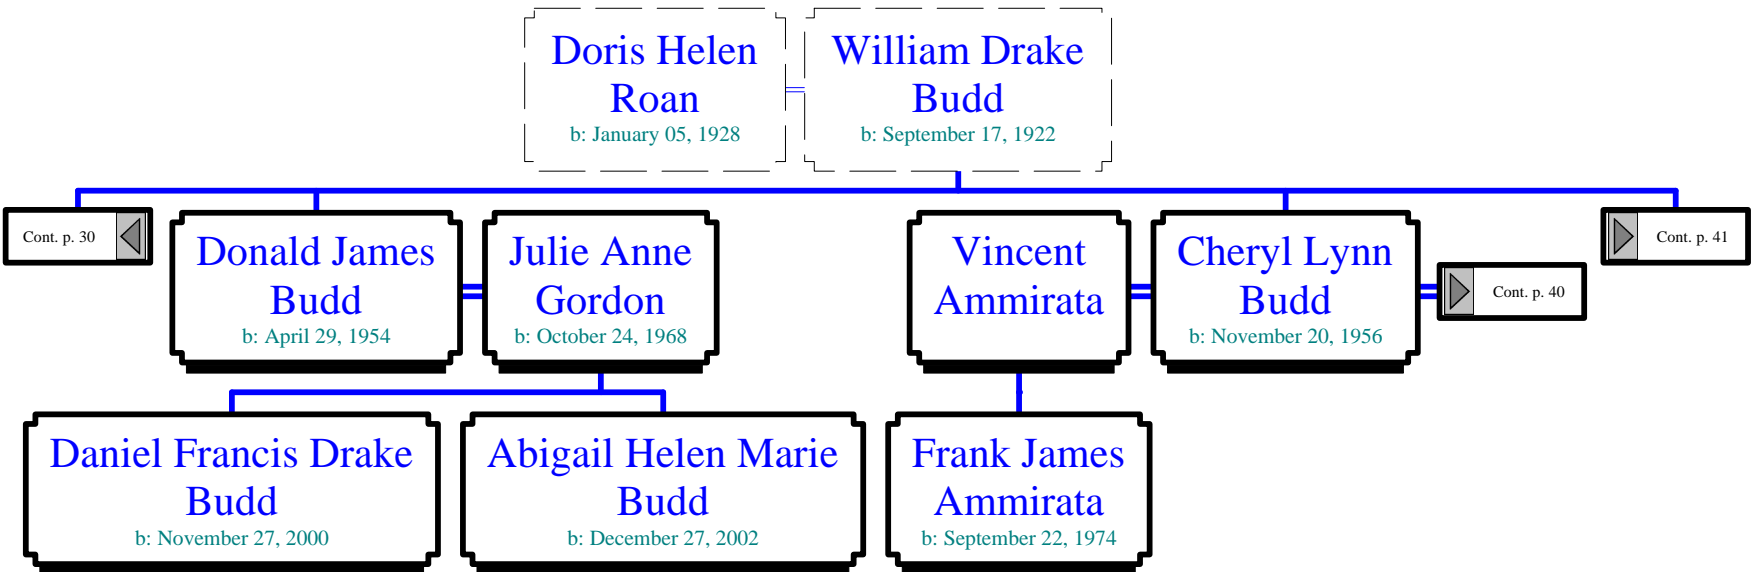 Doris Helen
Roan
b: January 05, 1928
William Drake
Budd
b: September 17, 1922
Cont. p. 30
Donald James
Budd
b: April 29, 1954
Julie Anne
Gordon
b: October 24, 1968
Vincent
Ammirata
Cheryl Lynn
Budd
b: November 20, 1956
Cont. p. 40
Cont. p. 41
Daniel Francis Drake
Budd
b: November 27, 2000
Abigail Helen Marie
Budd
b: December 27, 2002
Frank James
Ammirata
b: September 22, 1974